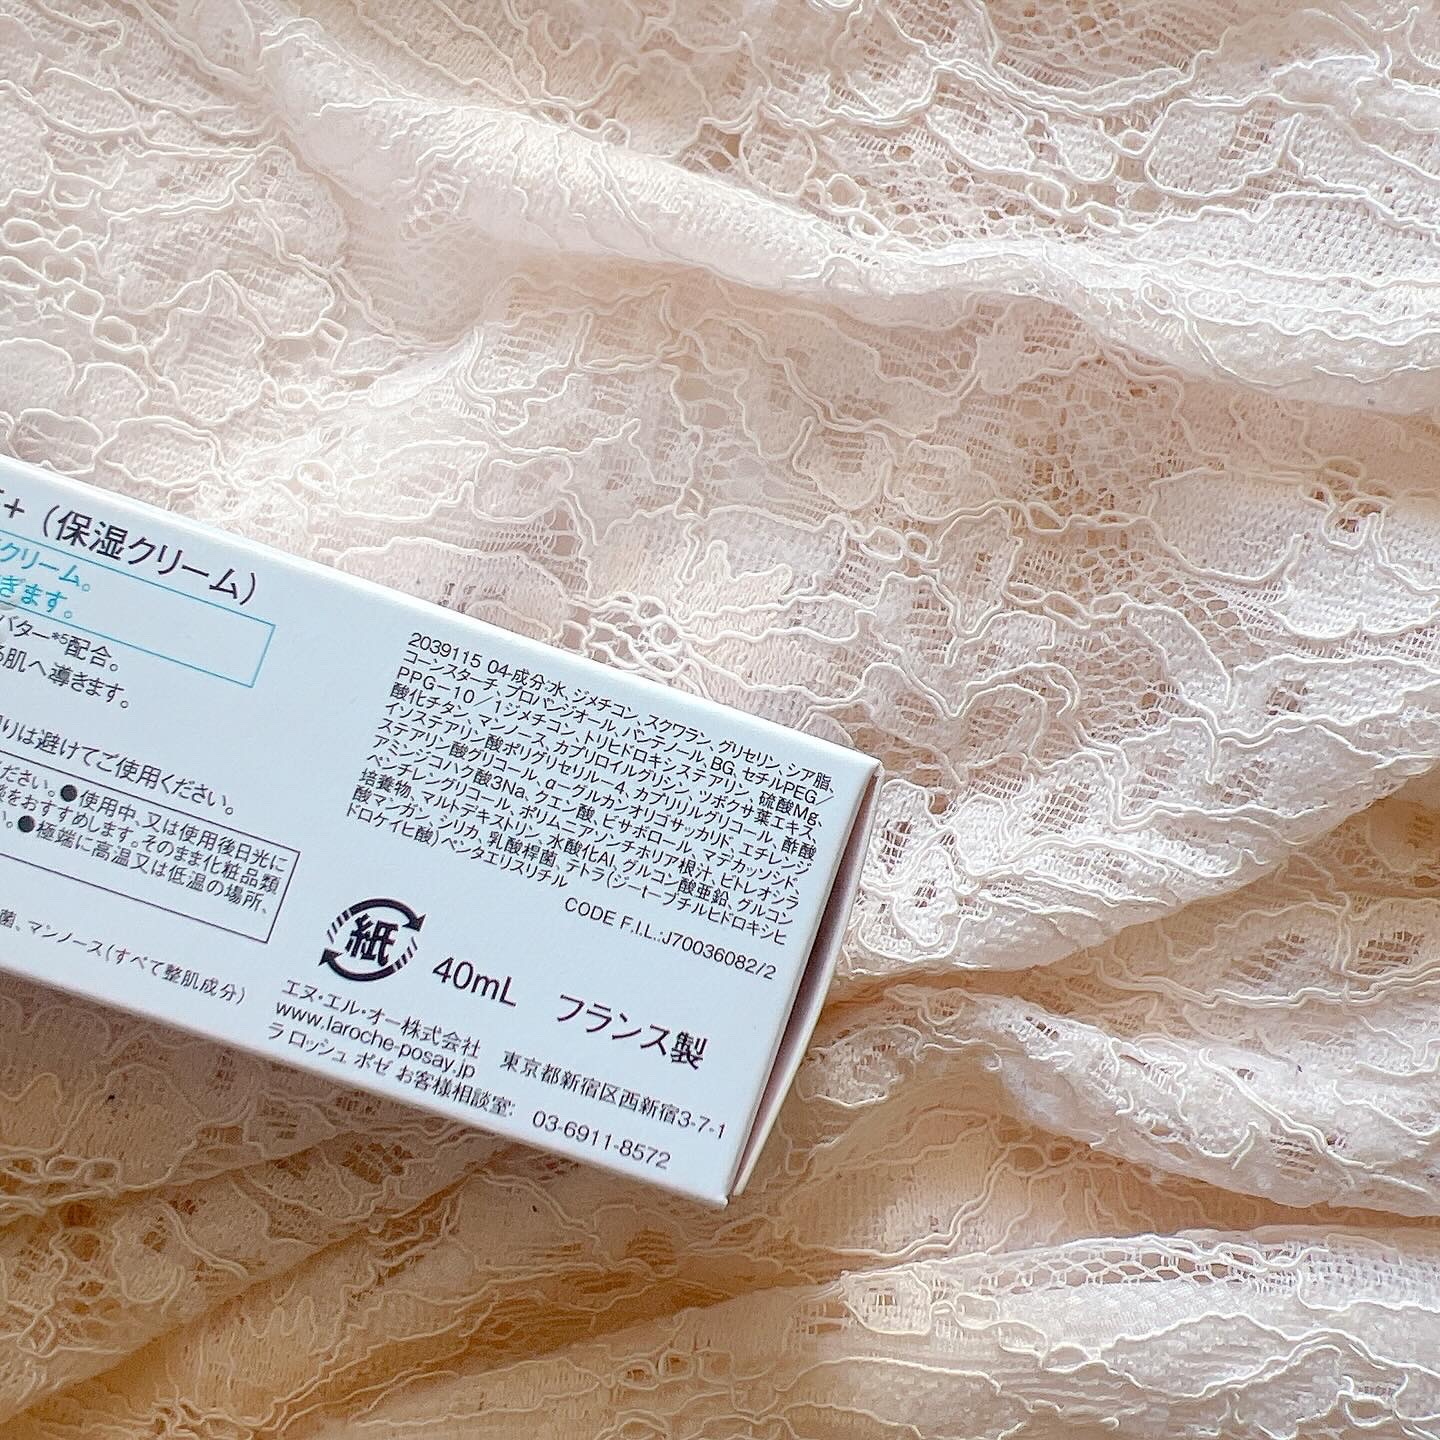 +（保湿クリーム）
クリーム。
ぎます。
バター*5配合。
肌へ導きます。
りは避けてご使用ください。
ださい。●使用中、又は使用後日光に
をおすすめします。そのまま化粧品類
い。●極端に高温又は低温の場所、
菌、マンノース（すべて整肌成分）
2039115 04-成分:水、ジメチコン、スクワラン、グリセリン、シア脂、
コーンスターチ、プロパンジオール、パンテノール、BG、セチルPEG／
PPG－10／1ジメチコン、トリヒドロキシステアリン、硫酸Mg、
酸化チタン、マンノース、カプリロイルグリシン、ツボクサ葉エキス、
イソステアリン酸ポリグリセリル－4、カプリリルグリコール、酢酸
ステアリン酸グリコール、α－グルカンオリゴサッカリド、エチレンジ
アミンジコハク酸3Na、クエン酸、ビサボロール、マデカッソシド、
ペンチレングリコール、ポリムニアソンチホリア根汁、ビトレオシラ
培養物、マルトデキストリン、水酸化Al、グルコン酸亜鉛、グルコン
酸マンガン、シリカ、乳酸桿菌、テトラ(ジ－t－ブチルヒドロキシヒ
ドロケイヒ酸)ペンタエリスリチル
CODE F.I.L.:J70036082/2
紙
40mL フランス製
エヌ・エル・オー株式会社 東京都新宿区西新宿3-7-1
www.laroche-posay.jp
ラ ロッシュ ポゼ お客様相談室: 03-6911-8572